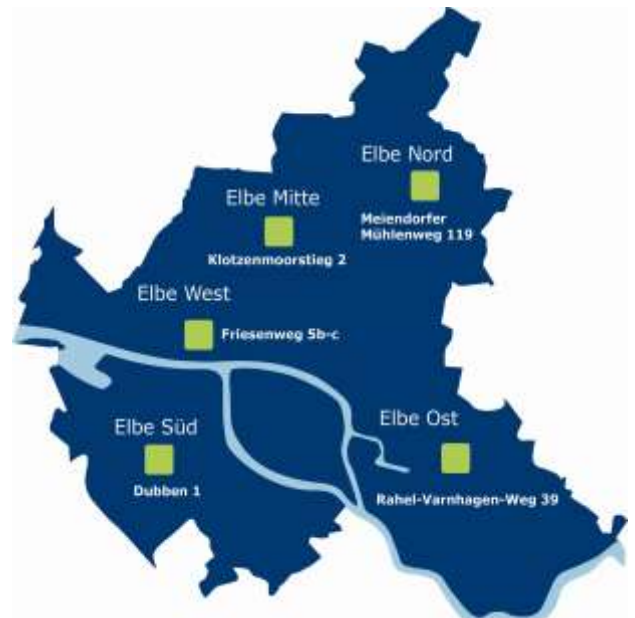 Elbe Nord
Meiendorfer
Mühlenweg 119
Elbe Mitte
Klotzenmoorstieg 2
Elbe West
Friesenweg 5b-c
Elbe Süd
Dubben 1
Elbe Ost
Rahel-Varnhagen-Weg 39